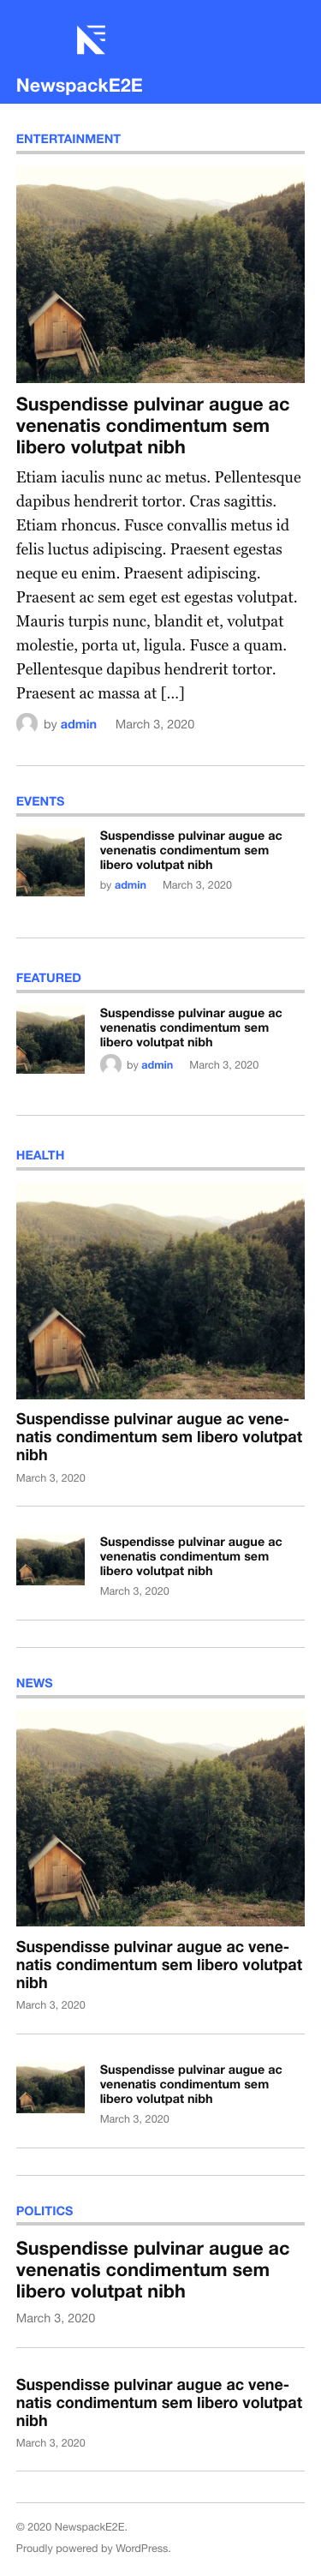 NewspackE2E
ENTERTAINMENT
Suspendisse pulvinar augue ac
venenatis condimentum sem
libero volutpat nibh
Etiam iaculis nunc ac metus. Pellentesque
dapibus hendrerit tortor. Cras sagittis.
Etiam rhoncus. Fusce convallis metus id
felis luctus adipiscing. Praesent egestas
neque eu enim. Praesent adipiscing.
Praesent ac sem eget est egestas volutpat.
Mauris turpis nunc, blandit et, volutpat
molestie, porta ut, ligula. Fusce a quam.
Pellentesque dapibus hendrerit tortor.
Praesent ac massa at [...]
by admin March 3, 2020
EVENTS
Suspendisse pulvinar augue ac
venenatis condimentum sem
libero volutpat nibh
by admin March 3, 2020
FEATURED
Suspendisse pulvinar augue ac
venenatis condimentum sem
libero volutpat nibh
by admin March 3, 2020
HEALTH
Suspendisse pulvinar augue ac vene-
natis condimentum sem libero volutpat
nibh
March 3, 2020
Suspendisse pulvinar augue ac
venenatis condimentum sem
libero volutpat nibh
March 3, 2020
NEWS
Suspendisse pulvinar augue ac vene-
natis condimentum sem libero volutpat
nibh
March 3, 2020
Suspendisse pulvinar augue ac
venenatis condimentum sem
libero volutpat nibh
March 3, 2020
POLITICS
Suspendisse pulvinar augue ac
venenatis condimentum sem
libero volutpat nibh
March 3, 2020
Suspendisse pulvinar augue ac vene-
natis condimentum sem libero volutpat
nibh
March 3, 2020
© 2020 NewspackE2E.
Proudly powered by WordPress.